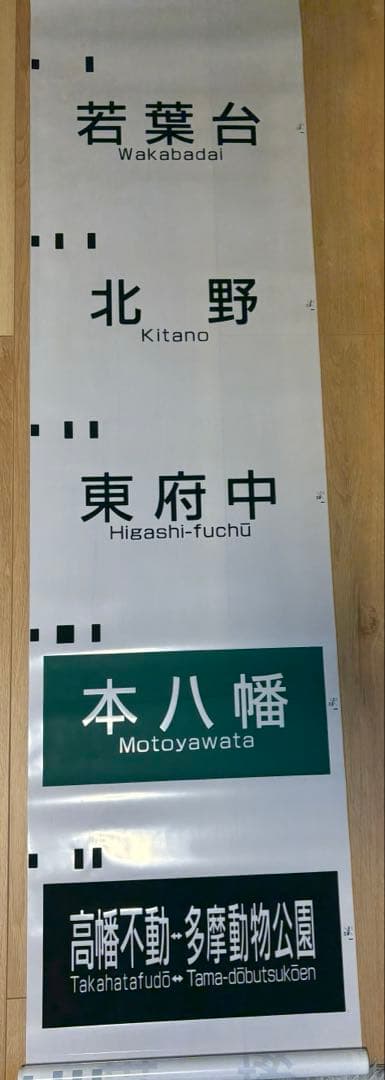 若葉台
Wakabadai
北野
Kitano
東府中
Higashi-fuchū
本八幡
Motoyawata
高幡不動↔多摩動物公園
Takahatafudō↔Tama-dōbutsukōen